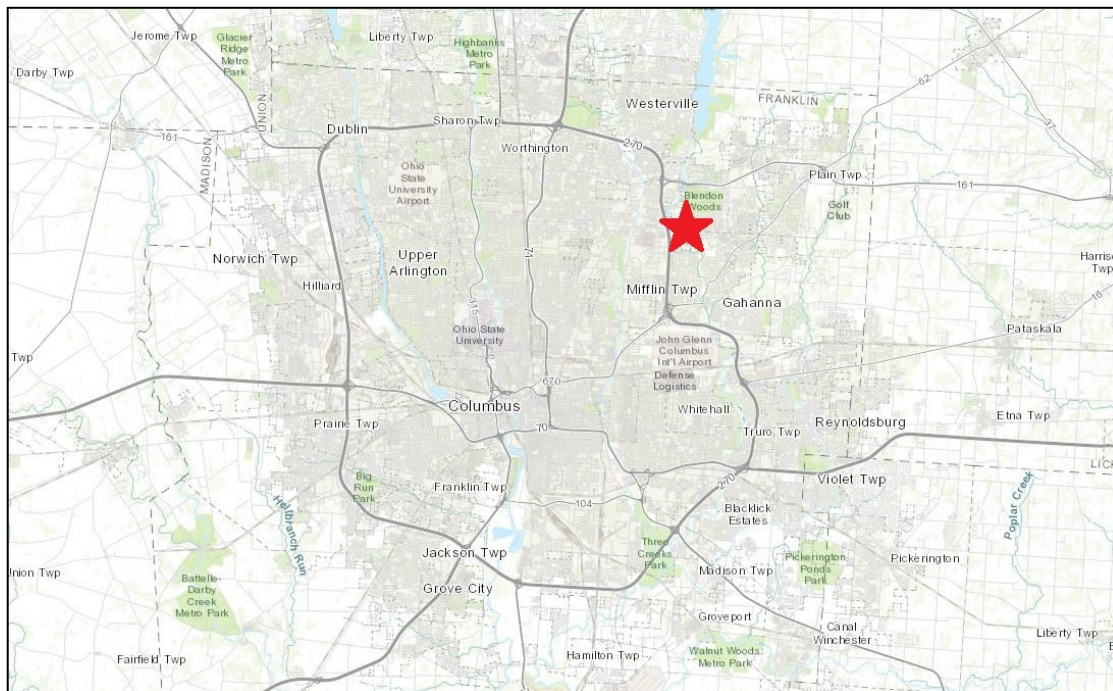 Jerome Twp
Glacier
Ridge
Metro
Park
Liberty Twp
Highbanks
Metro
Park
Darby Twp
UNION
MADISON
161
Dublin
Sharon Twp
Worthington
Westerville
FRANKLIN
62
37
270
Plain Twp
161
Ohio
State
University
Airport
Blendon
Woods
Golf
Club
Norwich Twp
Upper
Arlington
71
Hilliard
Harris
Twp
Mifflin Twp
Gahanna
16
315
Ohio State
University
John Glenn
Columbus
Int'l Airport
Defense
Logistics
Pataskala
Twp
670
Columbus
Whitehall
Etna Twp
Prairie Twp
70
Truro Twp
Reynoldsburg
LICK
Big
Run
Park
Franklin Twp
104
270
Violet Twp
Blacklick
Estates
Hellbranch Run
Poplar Creek
Jackson Twp
Three
Creeks
Park
Madison Twp
Pickerington
Ponds
Park
Pickerington
Union Twp
Battelle-
Darby
Creek
Metro Park
Grove City
Groveport
Canal
Winchester
Liberty Twp
Fairfield Twp
Hamilton Twp
Walnut Woods
Metro Park